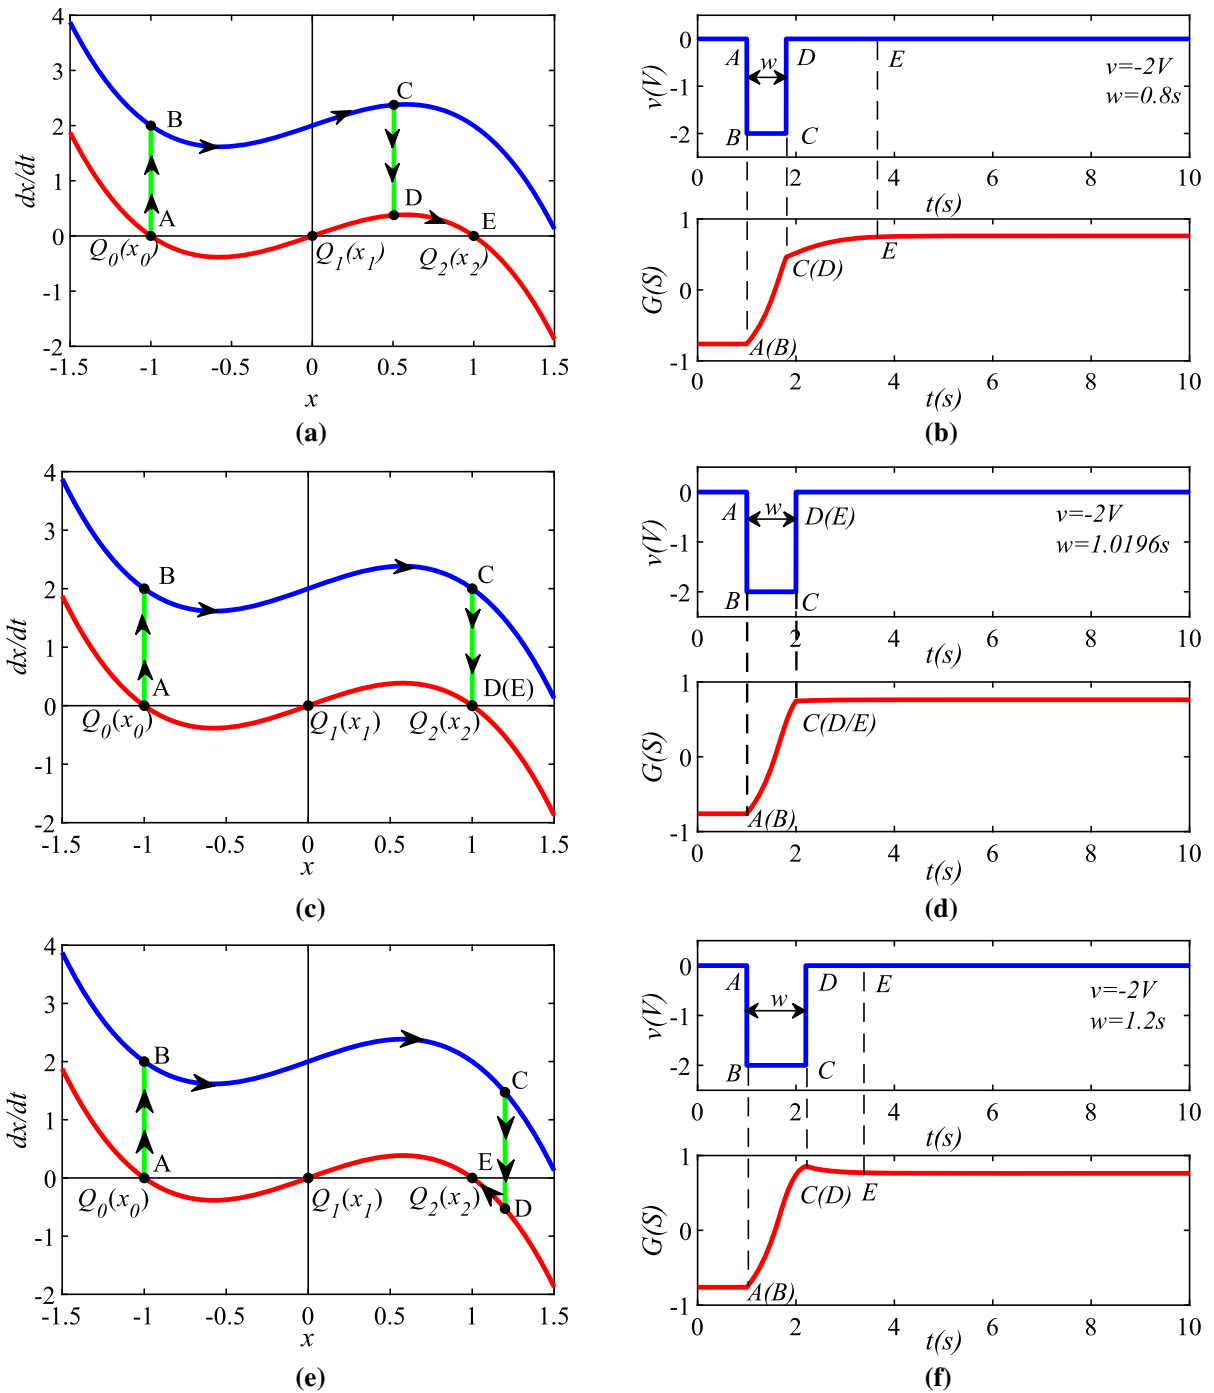 4
3
2
1
0
-1
-2
dx/dt
B
C
A
D
E
Q0(x0)
Q1(x1)
Q2(x2)
-1.5 -1 -0.5 0 0.5 1 1.5
x
(a)
0
-1
-2
v(V)
A w D E
v=-2V
w=0.8s
B C
0 2 4 6 8 10
t(s)
1
0
-1
G(S)
C(D)
E
A(B)
0 2 4 6 8 10
t(s)
(b)
4
3
2
1
0
-1
-2
dx/dt
B
C
A
D(E)
Q0(x0)
Q1(x1)
Q2(x2)
-1.5 -1 -0.5 0 0.5 1 1.5
x
(c)
0
-1
-2
v(V)
A w D(E)
v=-2V
w=1.0196s
B C
0 2 4 6 8 10
t(s)
1
0
-1
G(S)
C(D/E)
A(B)
0 2 4 6 8 10
t(s)
(d)
4
3
2
1
0
-1
-2
dx/dt
B
C
A
E
D
Q0(x0)
Q1(x1)
Q2(x2)
-1.5 -1 -0.5 0 0.5 1 1.5
x
(e)
0
-1
-2
v(V)
A w D E
v=-2V
w=1.2s
B C
0 2 4 6 8 10
t(s)
1
0
-1
G(S)
C(D) E
A(B)
0 2 4 6 8 10
t(s)
(f)